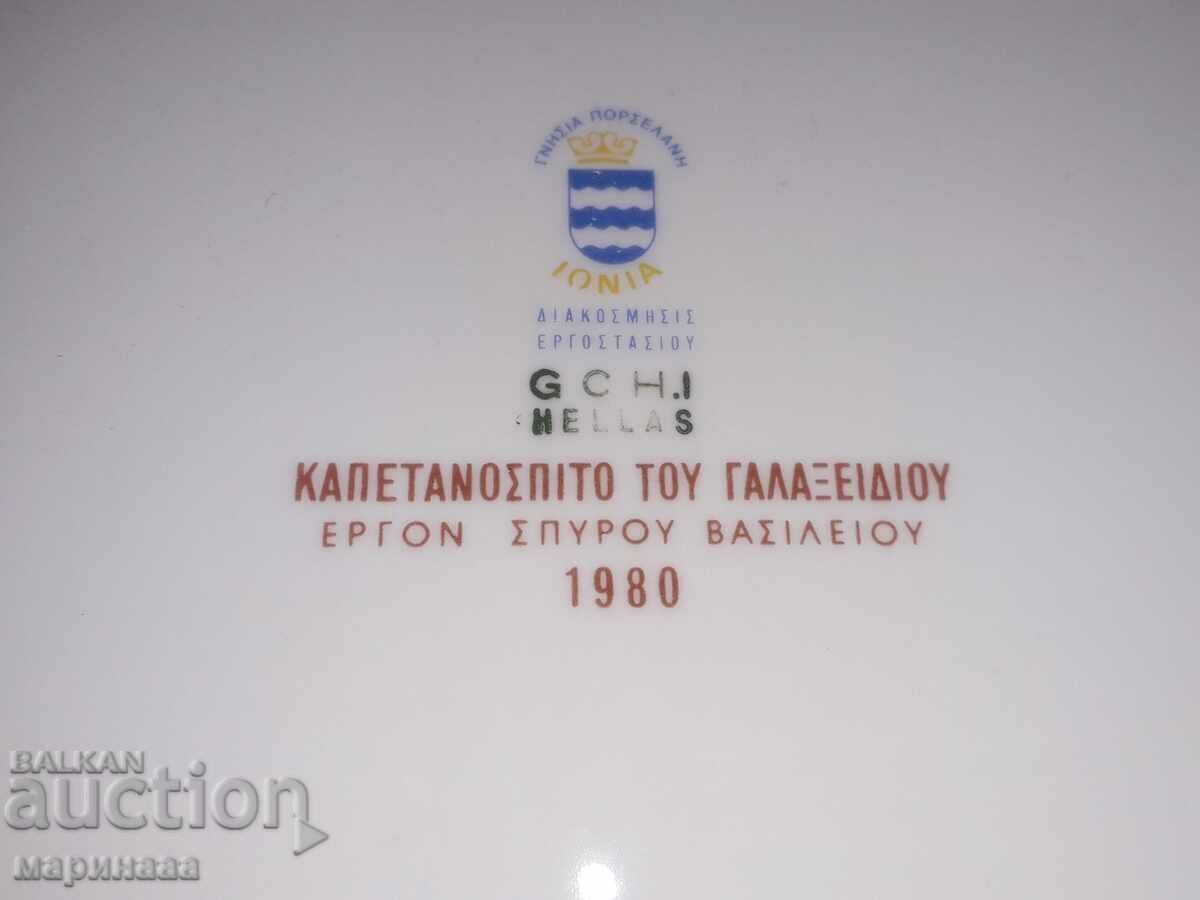 ΓΝΗΣΙΑ ΠΟΡΣΕΛΑΝΗ
ΙΩΝΙΑ
ΔΙΑΚΟΣΜΗΣΙΣ
ΕΡΓΟΣΤΑΣΙΟΥ
GCH.I
HELLAS
ΚΑΠΕΤΑΝΟΣΠΙΤΟ ΤΟΥ ΓΑΛΑΞΕΙΔΙΟΥ
ΕΡΓΟΝ ΣΠΥΡΟΥ ΒΑΣΙΛΕΙΟΥ
1980
BALKAN
auction
маринааа